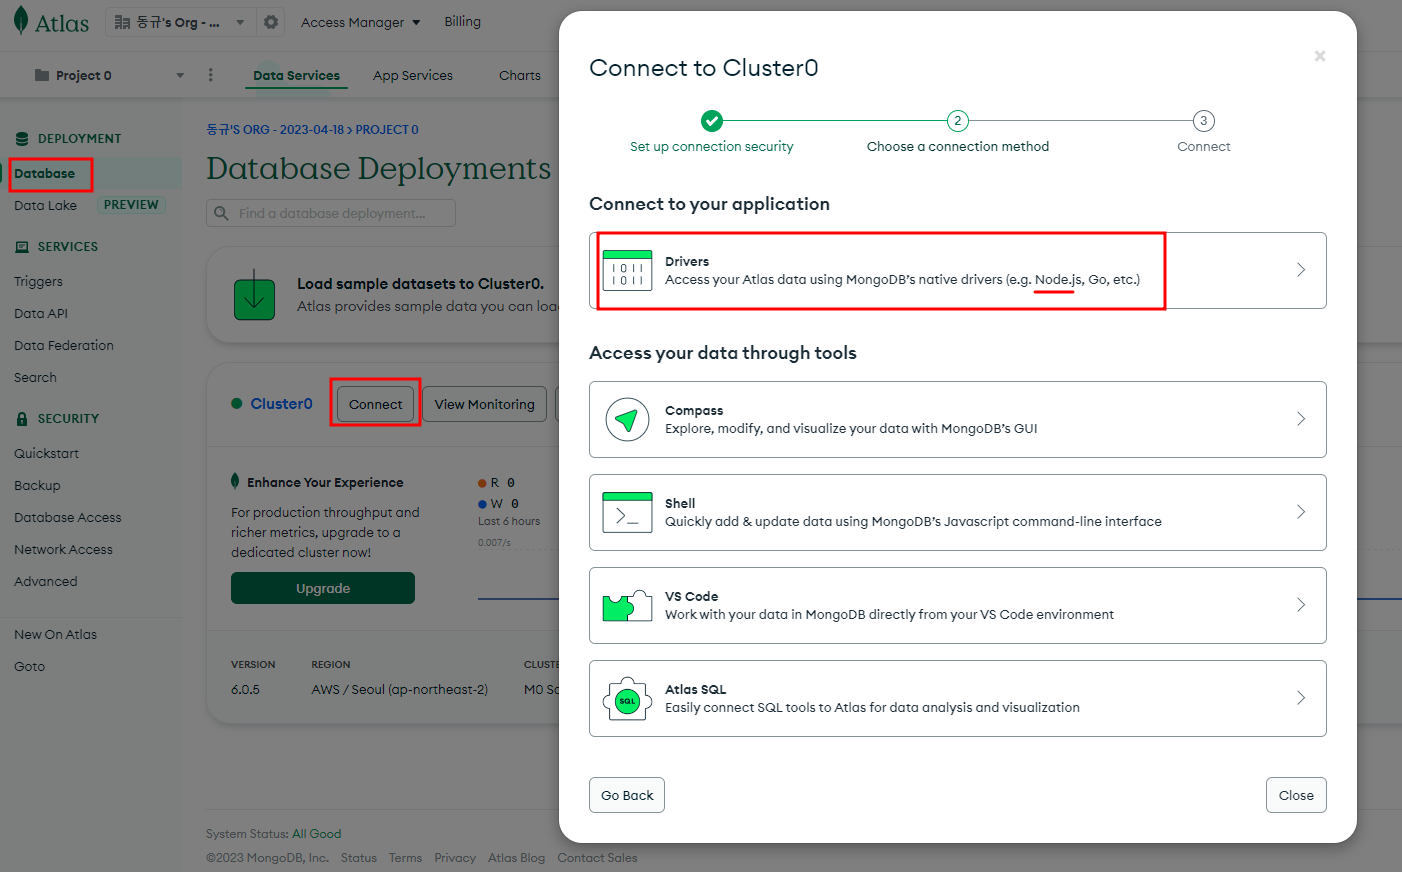 Atlas
동규's Org - ...
Access Manager
Billing
Project 0
Data Services
App Services
Charts
DEPLOYMENT
Database
Data Lake
PREVIEW
SERVICES
Triggers
Data API
Data Federation
Search
SECURITY
Quickstart
Backup
Database Access
Network Access
Advanced
New On Atlas
Goto
동규'S ORG - 2023-04-18 > PROJECT 0
Database Deployments
Find a database deployment...
Load sample datasets to Cluster0.
Atlas provides sample data you can loa
Cluster0
Connect
View Monitoring
Enhance Your Experience
For production throughput and
richer metrics, upgrade to a
dedicated cluster now!
Upgrade
R 0
W 0
Last 6 hours
0.007/s
VERSION
6.0.5
REGION
AWS / Seoul (ap-northeast-2)
CLUSTE
M0 Sa
System Status: All Good
©2023 MongoDB, Inc. Status Terms Privacy Atlas Blog Contact Sales
Connect to Cluster0
Set up connection security
2
Choose a connection method
3
Connect
Connect to your application
1011
1011
Drivers
Access your Atlas data using MongoDB's native drivers (e.g. Node.js, Go, etc.)
Access your data through tools
Compass
Explore, modify, and visualize your data with MongoDB's GUI
Shell
Quickly add & update data using MongoDB's Javascript command-line interface
VS Code
Work with your data in MongoDB directly from your VS Code environment
SQL
Atlas SQL
Easily connect SQL tools to Atlas for data analysis and visualization
Go Back
Close